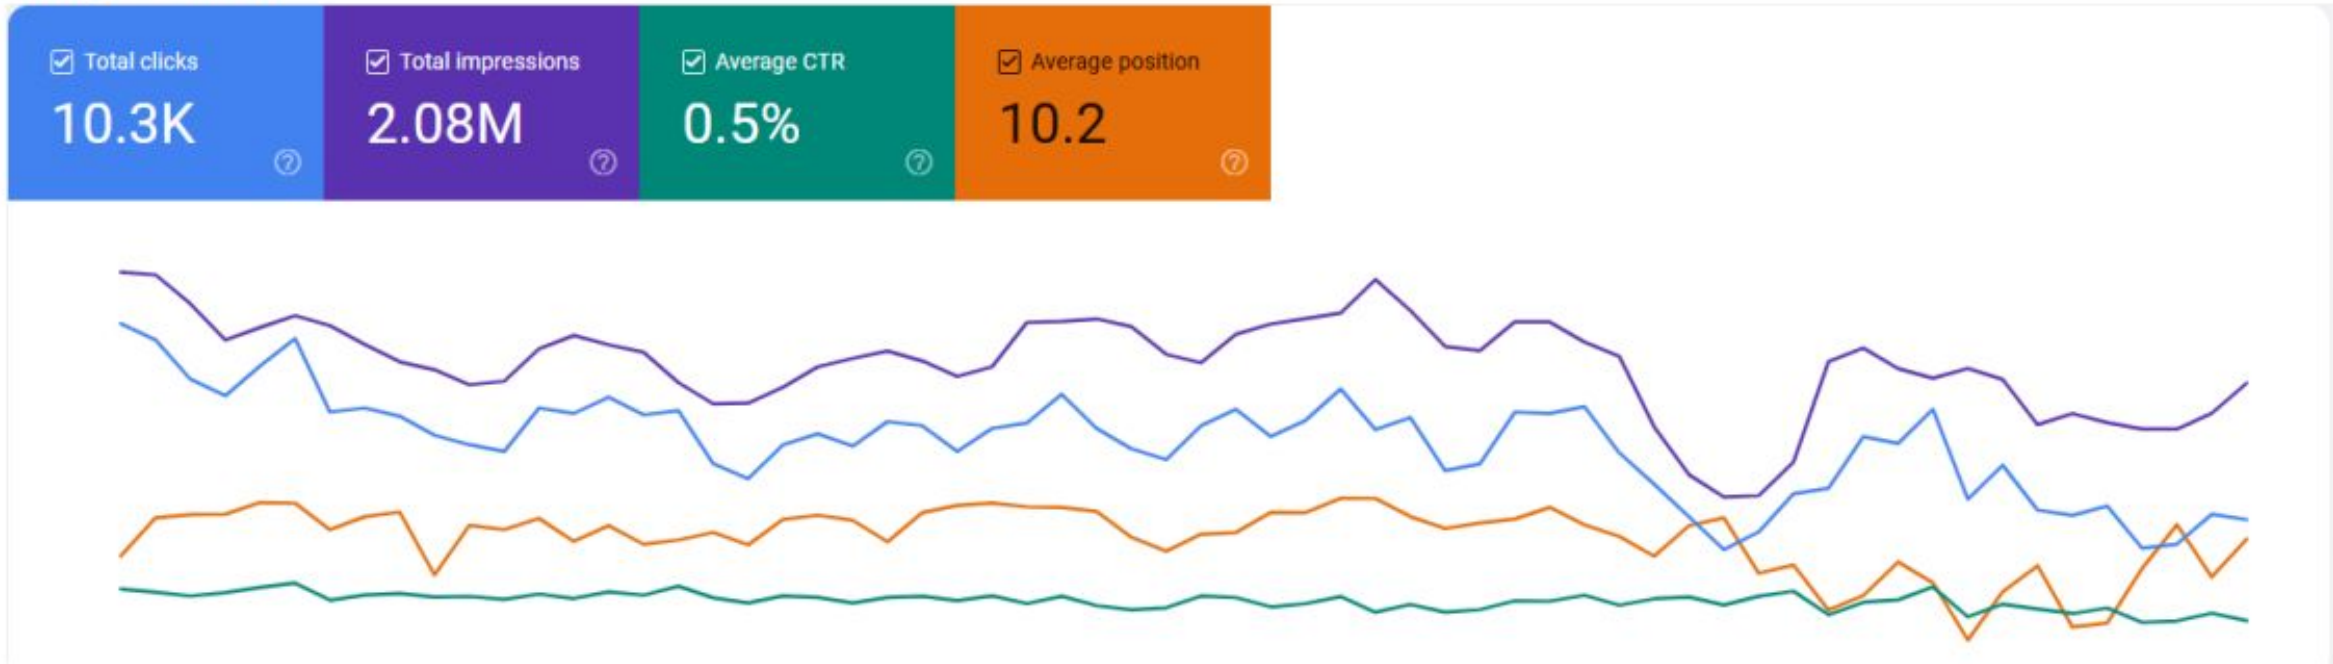 Total clicks
10.3K
Total impressions
2.08M
Average CTR
0.5%
Average position
10.2